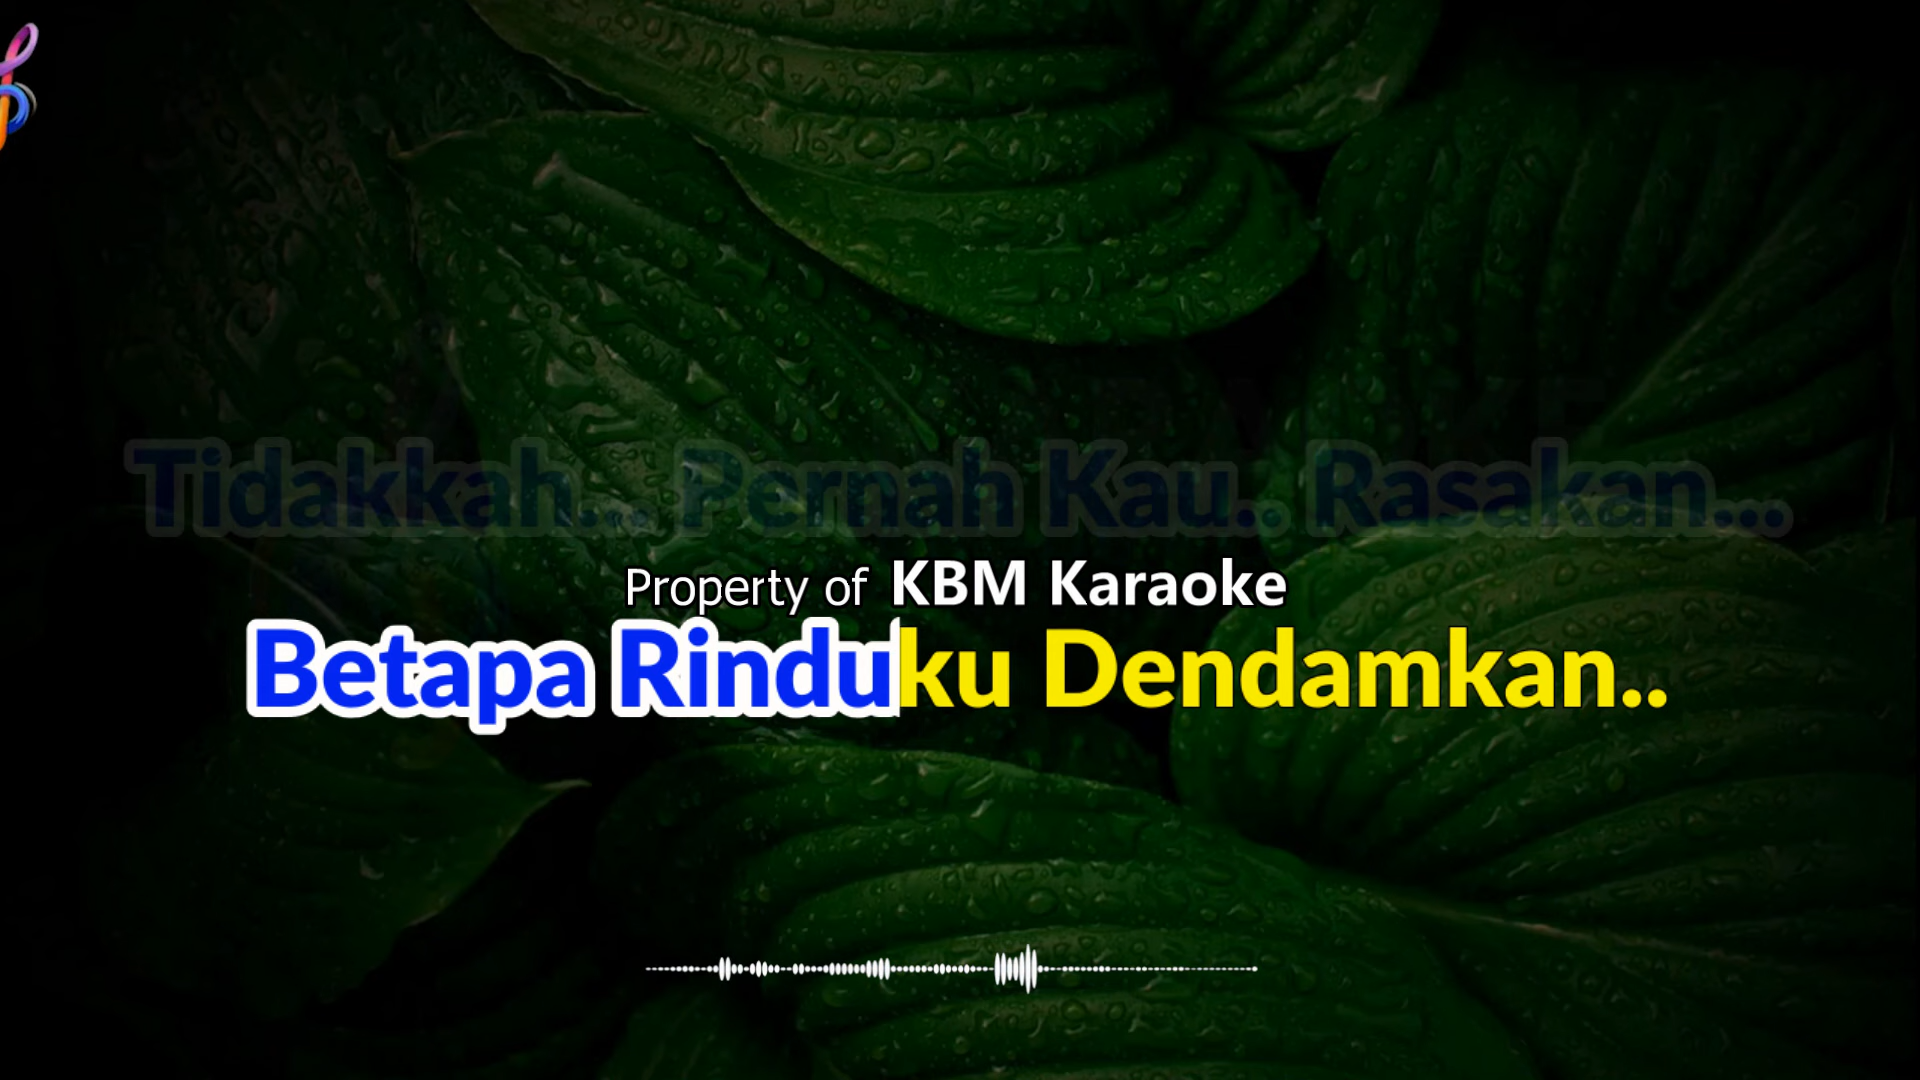 Tidakkah... Pernah Kau.. Rasakan...
Property of KBM Karaoke
Betapa Rinduku Dendamkan..